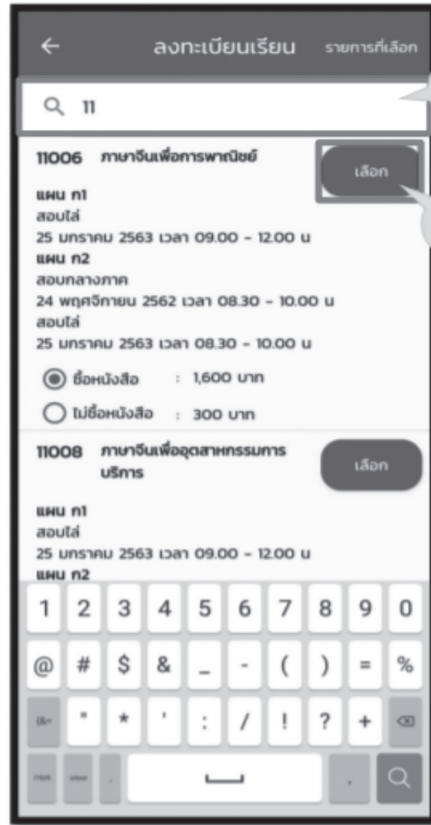 ลงทะเบียนเรียน รายการที่เลือก
11
11006 ภาษาจีนเพื่อการพาณิชย์ เลือก
แผน ก1
สอบไล่
25 มกราคม 2563 เวลา 09.00 - 12.00 น
แผน ก2
สอบกลางภาค
24 พฤศจิกายน 2562 เวลา 08.30 - 10.00 น
สอบไล่
25 มกราคม 2563 เวลา 08.30 - 10.00 น
ซื้อหนังสือ : 1,600 บาท
ไม่ซื้อหนังสือ : 300 บาท
11008 ภาษาจีนเพื่ออุตสาหกรรมการ เลือก
บริการ
แผน ก1
สอบไล่
25 มกราคม 2563 เวลา 09.00 - 12.00 น
แผน ก2
1 2 3 4 5 6 7 8 9 0
@ # $ & _ - ( ) = %
" * ' : / ! ? +